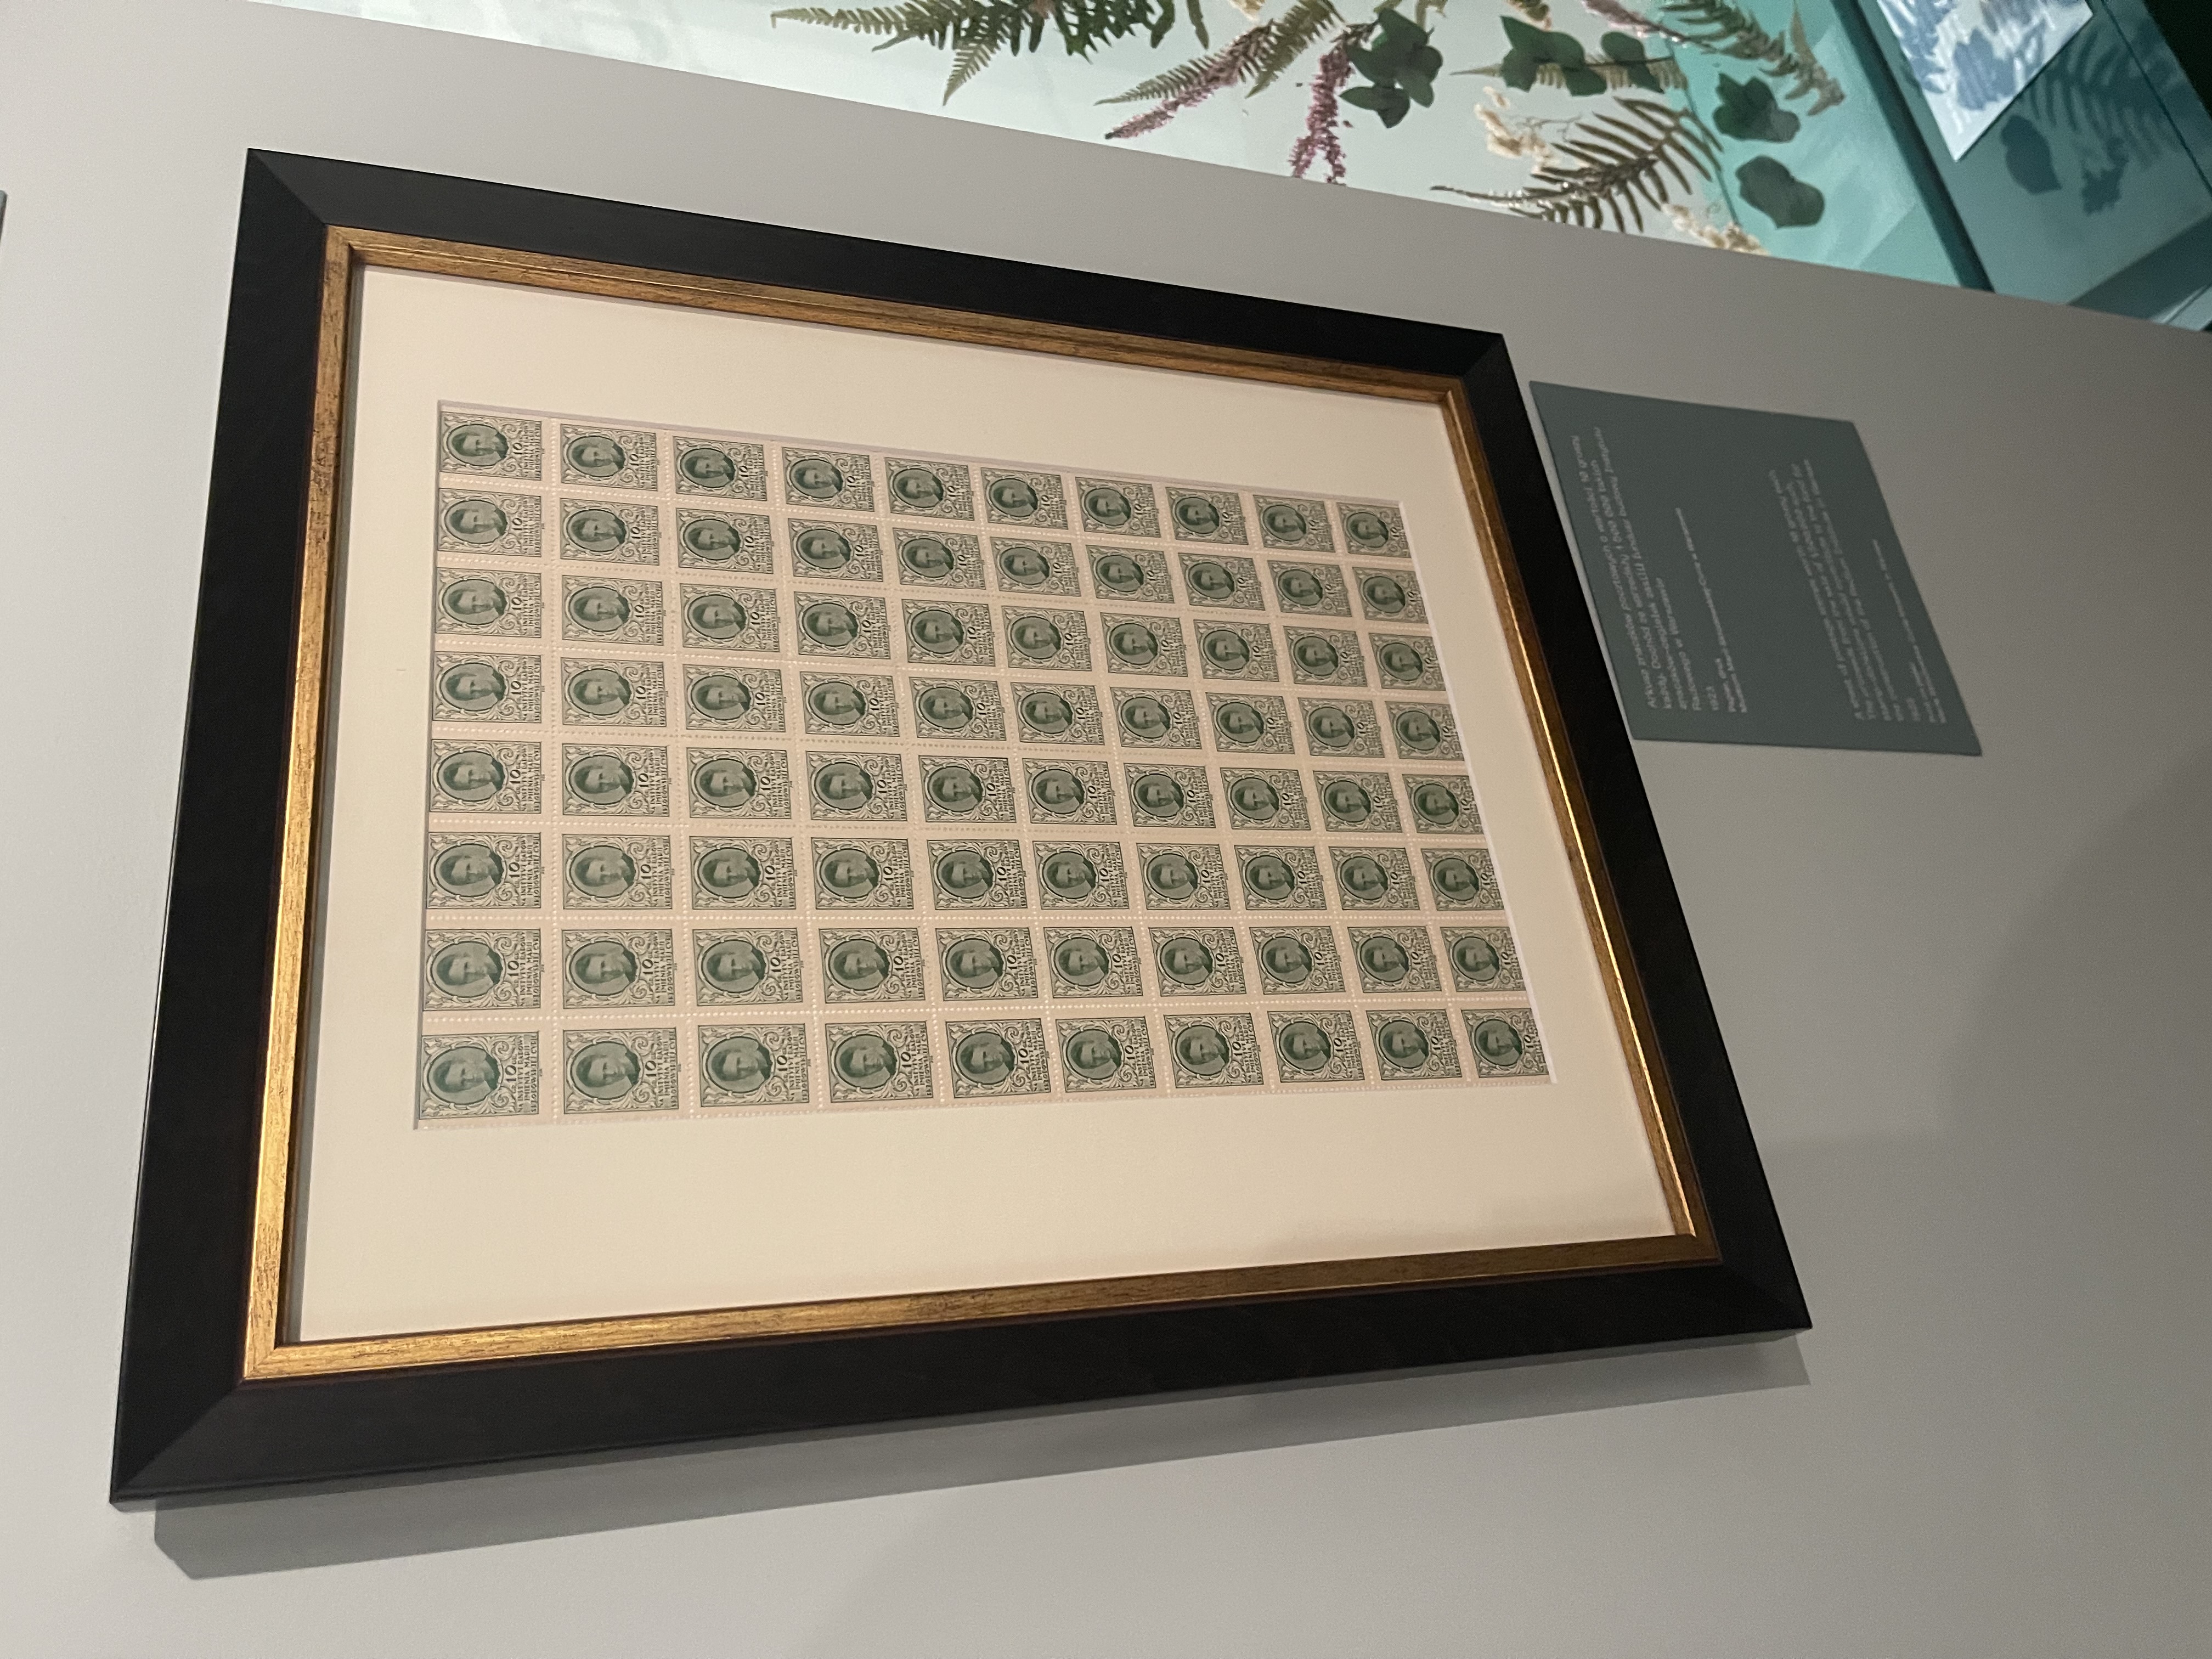 10
NA INSTYTVT RADOWY
IMIENIA MARJI
SKŁODOWSKIEJ CVRIE
Arkusz znaczków pocztowych o wartości 10 groszy
każdy. Dochód ze sprzedaży 1 500 000 takich
znaczków-cegiełek zasilił fundusz budowy Instytutu
Radowego w Warszawie
1923
Papier, druk
Muzeum Marii Skłodowskiej-Curie w Warszawie
A sheet of postage stamps worth 10 groszy each.
The proceeds from the sale of 1,500,000 such
stamp-donations would contribute to the fund for
the construction of the Radium Institute in Warsaw
1923
Print on paper
Maria Skłodowska-Curie Museum in Warsaw